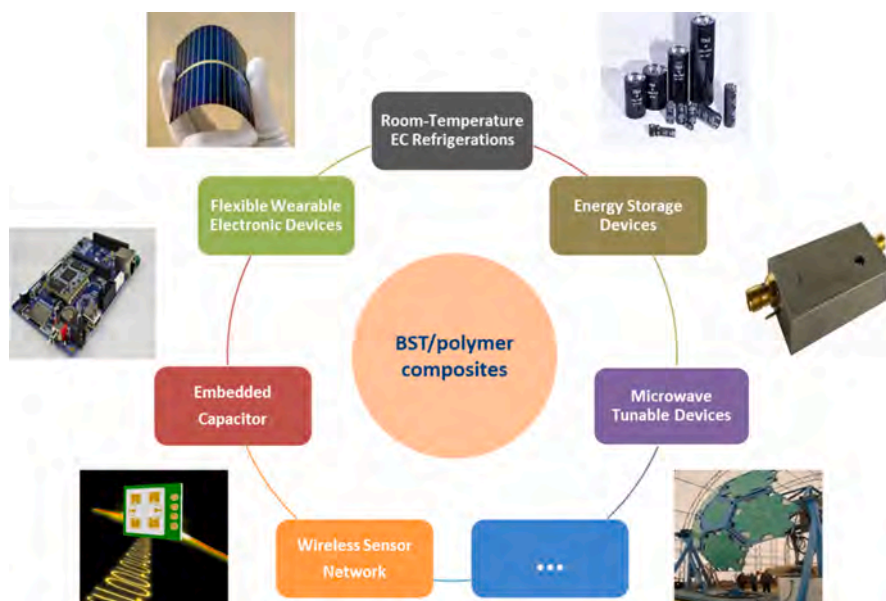 Room-Temperature
EC Refrigerations
Flexible Wearable
Electronic Devices
Energy Storage
Devices
BST/polymer
composites
Embedded
Capacitor
Microwave
Tunable Devices
Wireless Sensor
Network
...